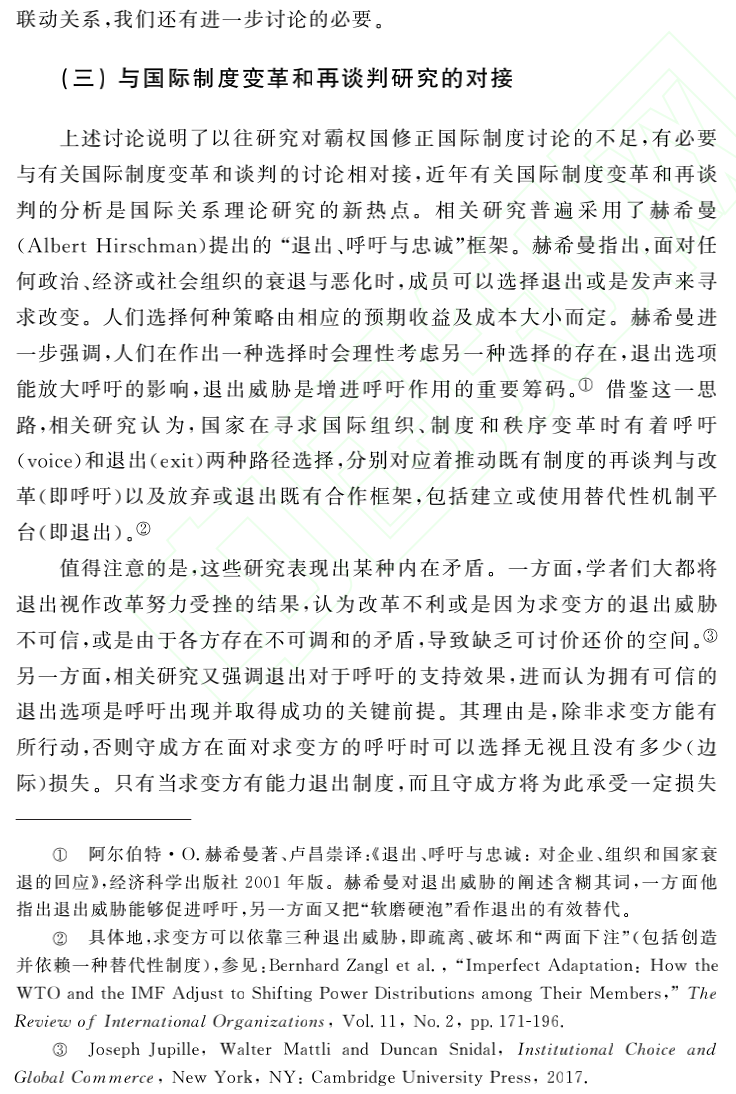 联动关系,我们还有进一步讨论的必要。
(三) 与国际制度变革和再谈判研究的对接
上述讨论说明了以往研究对霸权国修正国际制度讨论的不足,有必要
与有关国际制度变革和谈判的讨论相对接,近年有关国际制度变革和再谈
判的分析是国际关系理论研究的新热点。相关研究普遍采用了赫希曼
(Albert Hirschman)提出的 “退出、呼吁与忠诚”框架。赫希曼指出,面对任
何政治、经济或社会组织的衰退与恶化时,成员可以选择退出或是发声来寻
求改变。人们选择何种策略由相应的预期收益及成本大小而定。赫希曼进
一步强调,人们在作出一种选择时会理性考虑另一种选择的存在,退出选项
能放大呼吁的影响,退出威胁是增进呼吁作用的重要筹码。① 借鉴这一思
路,相关研究认为,国家在寻求国际组织、制度和秩序变革时有着呼吁
(voice)和退出(exit)两种路径选择,分别对应着推动既有制度的再谈判与改
革(即呼吁)以及放弃或退出既有合作框架,包括建立或使用替代性机制平
台(即退出)。②
值得注意的是,这些研究表现出某种内在矛盾。一方面,学者们大都将
退出视作改革努力受挫的结果,认为改革不利或是因为求变方的退出威胁
不可信,或是由于各方存在不可调和的矛盾,导致缺乏可讨价还价的空间。③
另一方面,相关研究又强调退出对于呼吁的支持效果,进而认为拥有可信的
退出选项是呼吁出现并取得成功的关键前提。其理由是,除非求变方能有
所行动,否则守成方在面对求变方的呼吁时可以选择无视且没有多少(边
际)损失。只有当求变方有能力退出制度,而且守成方将为此承受一定损失
① 阿尔伯特·O.赫希曼著、卢昌崇译:《退出、呼吁与忠诚: 对企业、组织和国家衰
退的回应》,经济科学出版社 2001 年版。赫希曼对退出威胁的阐述含糊其词,一方面他
指出退出威胁能够促进呼吁,另一方面又把“软磨硬泡”看作退出的有效替代。
② 具体地,求变方可以依靠三种退出威胁,即疏离、破坏和“两面下注”(包括创造
并依赖一种替代性制度),参见:Bernhard Zangl et al., “Imperfect Adaptation: How the
WTO and the IMF Adjust to Shifting Power Distributions among Their Members,” The
Review of International Organizations, Vol. 11, No. 2, pp. 171-196.
③ Joseph Jupille, Walter Mattli and Duncan Snidal, Institutional Choice and
Global Commerce, New York, NY: Cambridge University Press, 2017.